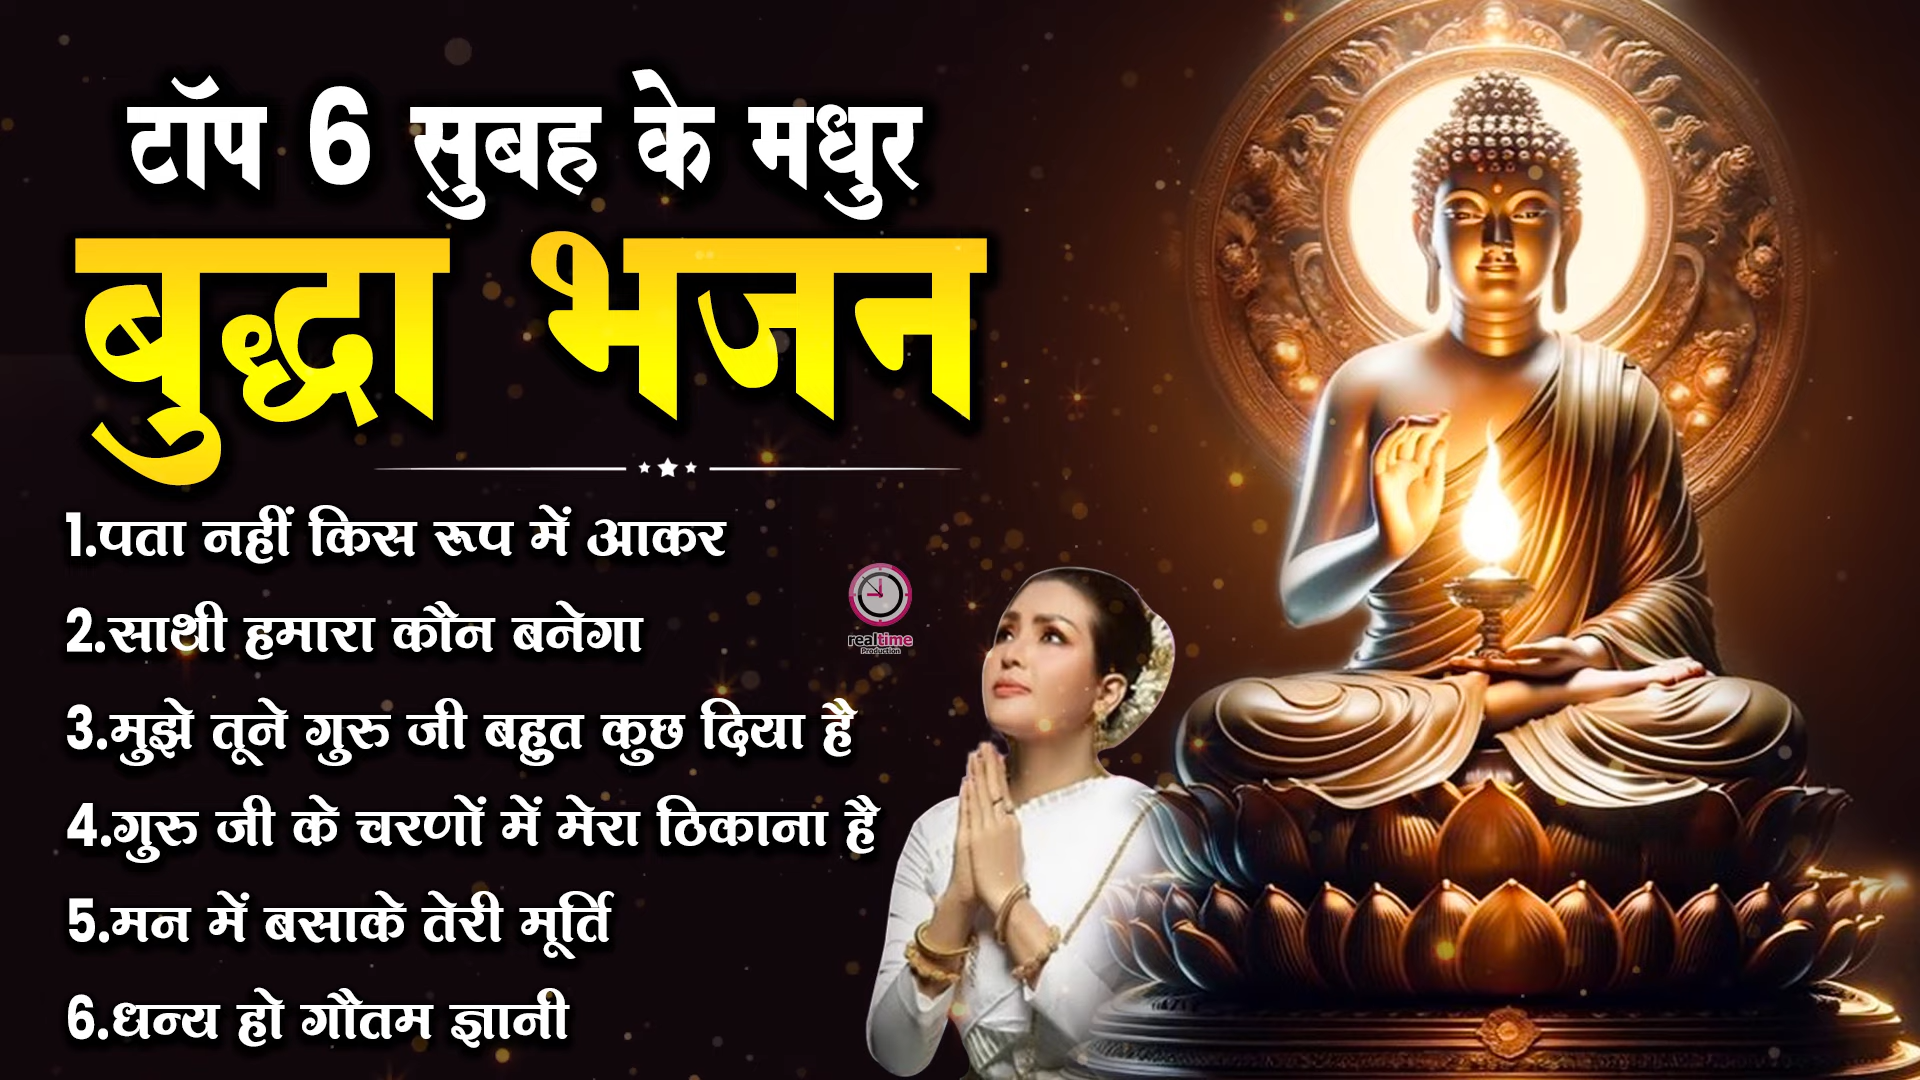 टॉप 6 सुबह के मधुर
बुद्धा भजन
1.पता नहीं किस रूप में आकर
2.साथी हमारा कौन बनेगा
3.मुझे तूने गुरु जी बहुत कुछ दिया है
4.गुरु जी के चरणों में मेरा ठिकाना है
5.मन में बसाके तेरी मूर्ति
6.धन्य हो गौतम ज्ञानी
realtime
Production